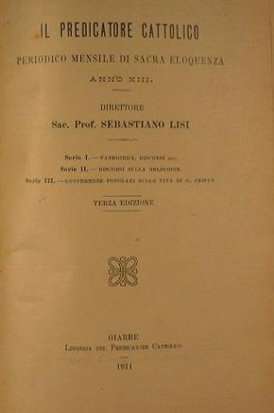 IL PREDICATORE CATTOLICO
PERIODICO MENSILE DI SACRA ELOQUENZA
ANNO XIII.
DIRETTORE
Sac. Prof. SEBASTIANO LISI
Serie I. — PANEGIRICI, DISCORSI ecc.
Serie II. — DISCORSI SULLA RELIGIONE
Serie III. — CONFERENZE POPOLARI SULLA VITA DI G. CRISTO
TERZA EDIZIONE
GIARRE
LIBRERIA DEL PREDICATORE CATTOLICO
1911